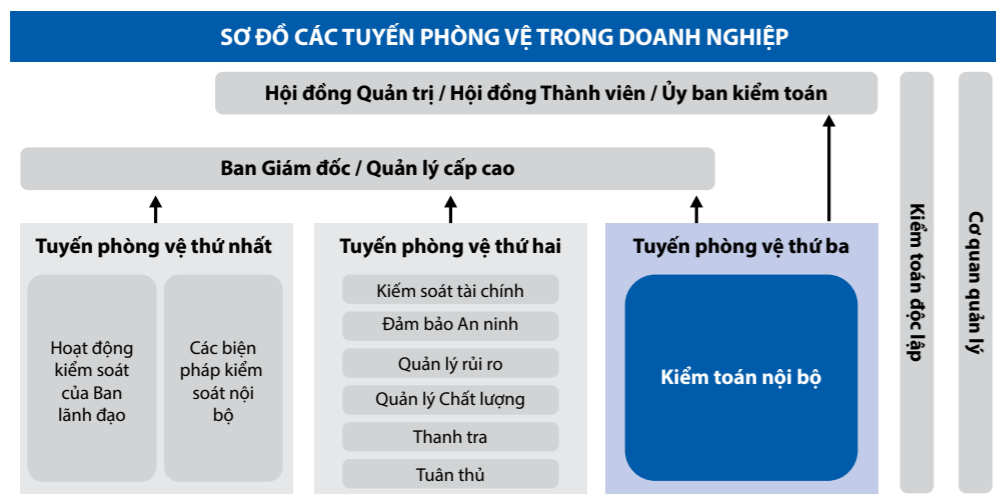 SƠ ĐỒ CÁC TUYẾN PHÒNG VỆ TRONG DOANH NGHIỆP
Hội đồng Quản trị / Hội đồng Thành viên / Ủy ban kiểm toán
Ban Giám đốc / Quản lý cấp cao
Tuyến phòng vệ thứ nhất
Hoạt động
kiểm soát
của Ban
lãnh đạo
Các biện
pháp kiểm
soát nội
bộ
Tuyến phòng vệ thứ hai
Kiểm soát tài chính
Đảm bảo An ninh
Quản lý rủi ro
Quản lý Chất lượng
Thanh tra
Tuân thủ
Tuyến phòng vệ thứ ba
Kiểm toán nội bộ
Kiểm toán độc lập
Cơ quan quản lý